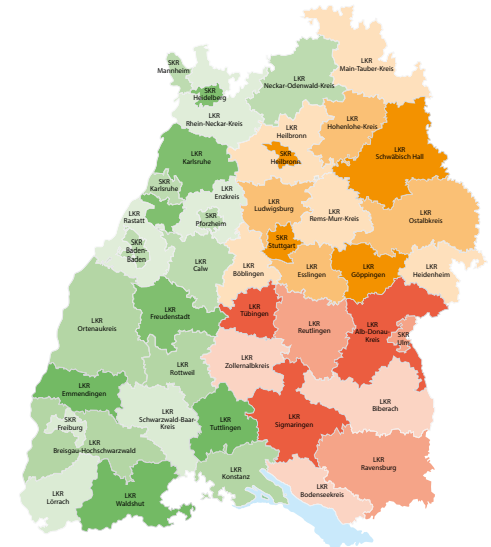 LKR
Main-Tauber-Kreis
SKR
Mannheim
LKR
Neckar-Odenwald-Kreis
SKR
Heidelberg
LKR
Rhein-Neckar-Kreis
LKR
Hohenlohe-Kreis
LKR
Heilbronn
LKR
Schwäbisch Hall
LKR
Karlsruhe
SKR
Heilbronn
SKR
Karlsruhe
LKR
Enzkreis
LKR
Ludwigsburg
LKR
Rastatt
SKR
Pforzheim
LKR
Rems-Murr-Kreis
LKR
Ostalbkreis
SKR
Baden-
Baden
SKR
Stuttgart
LKR
Calw
LKR
Böblingen
LKR
Esslingen
LKR
Göppingen
LKR
Heidenheim
LKR
Ortenaukreis
LKR
Freudenstadt
LKR
Tübingen
LKR
Reutlingen
LKR
Alb-Donau-
Kreis
SKR
Ulm
LKR
Rottweil
LKR
Zollernalbkreis
LKR
Emmendingen
LKR
Biberach
SKR
Freiburg
LKR
Schwarzwald-Baar-
Kreis
LKR
Tuttlingen
LKR
Sigmaringen
LKR
Breisgau-Hochschwarzwald
LKR
Ravensburg
LKR
Konstanz
LKR
Bodenseekreis
LKR
Lörrach
LKR
Waldshut